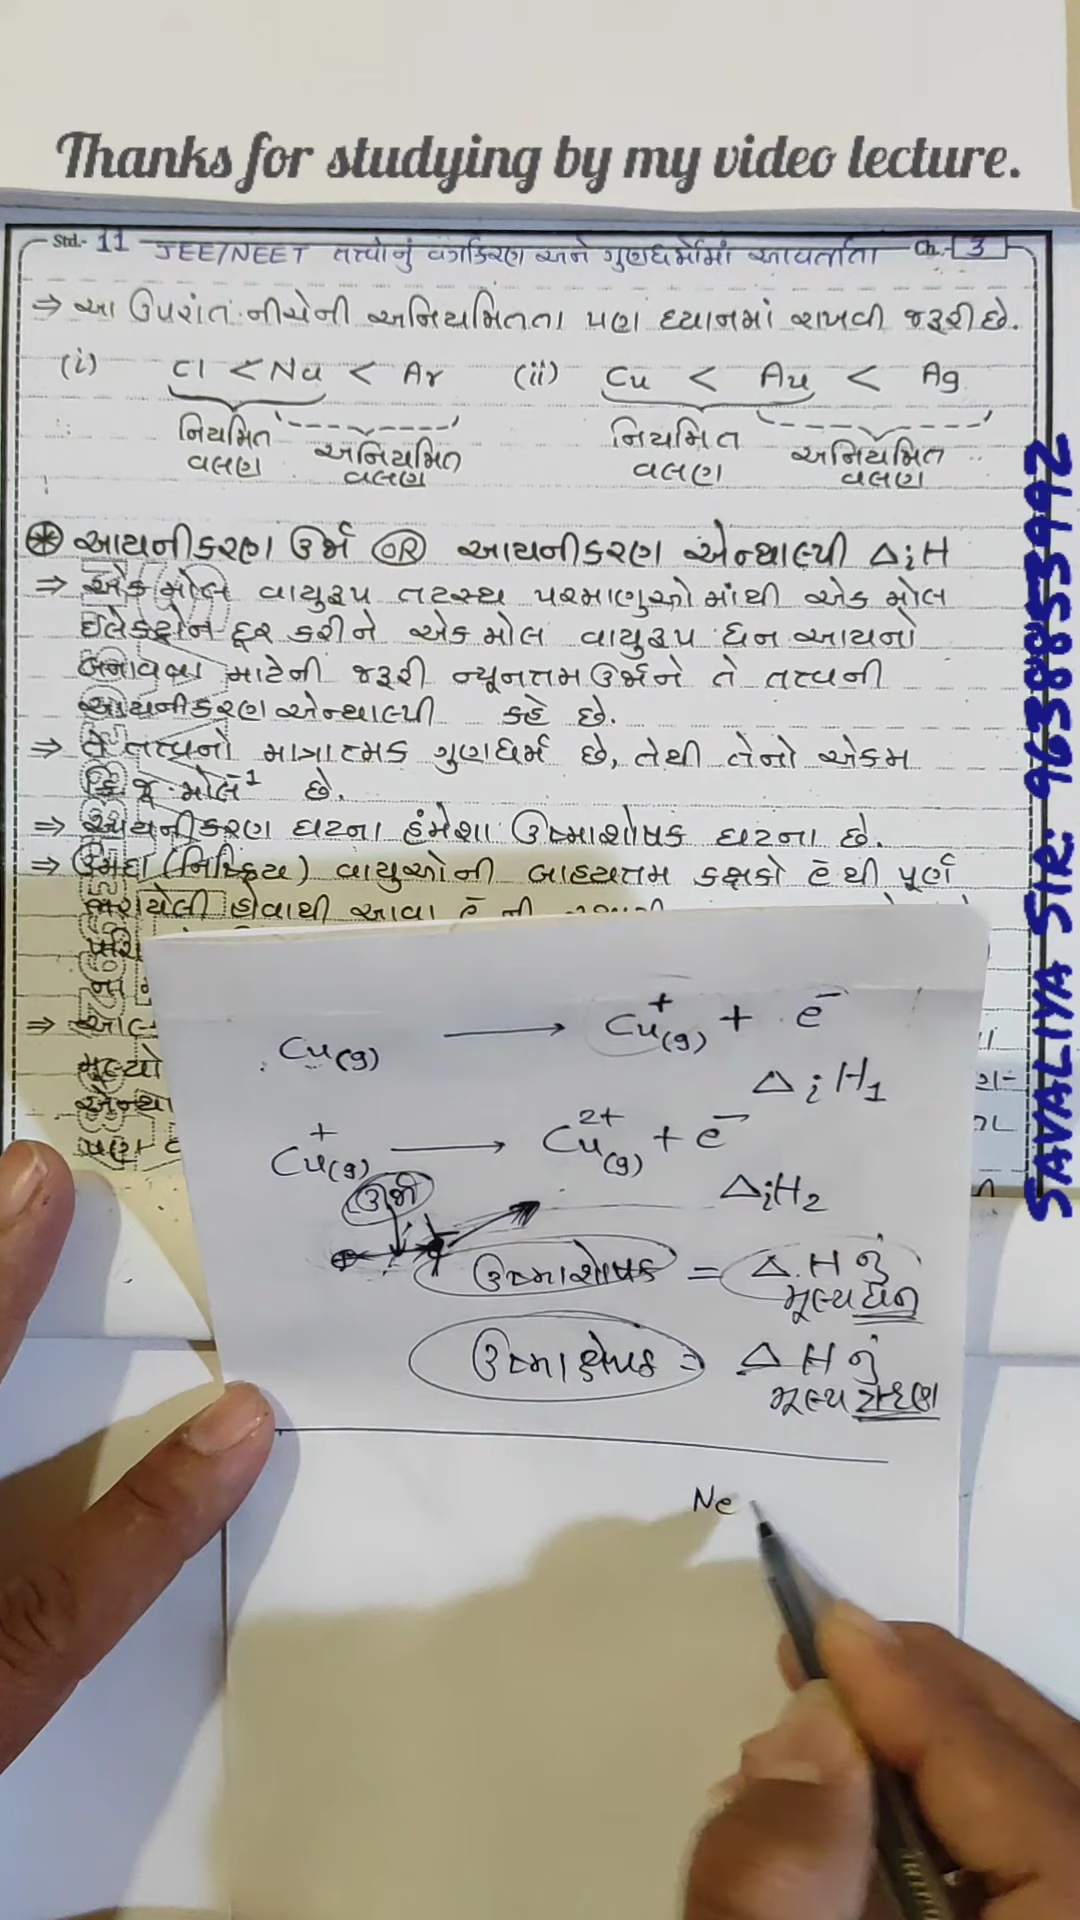 Thanks for studying by my video lecture.
Std.- 11 JEE/NEET તત્ત્વોનું વર્ગીકરણ અને ગુણધર્મોમાં આવર્તીતા Ch.- 3
⇒ આ ઉપરાંત નીચેની અનિયમિતતા પણ ધ્યાનમાં રાખવી જરૂરી છે.
(i) Cl < Na < Ar (ii) Cu < Au < Ag
નિયમિત વલણ અનિયમિત વલણ નિયમિત વલણ અનિયમિત વલણ
⊛ આયનીકરણ ઉર્જા OR આયનીકરણ એન્થાલ્પી ΔiH
⇒ એક મોલ વાયુરૂપ તટસ્થ પરમાણુઓમાંથી એક મોલ
ઈલેક્ટ્રોન દૂર કરીને એક મોલ વાયુરૂપ ધન આયનો
બનાવવા માટેની જરૂરી ન્યૂનત્તમ ઉર્જાને તે તત્ત્વની
આયનીકરણ એન્થાલ્પી કહે છે.
⇒ તે તત્ત્વનો માત્રાત્મક ગુણધર્મ છે, તેથી તેનો એકમ
કિ.જૂ.મોલ⁻¹ છે.
⇒ આયનીકરણ ઘટના હંમેશા ઉષ્માશોષક ઘટના છે.
⇒ ઉમદા (નિષ્ક્રિય) વાયુઓની બાહ્યતમ કક્ષકો ē થી પૂર્ણ
ભરાયેલી હોવાથી આવા ē ની
Cu(g) ⟶ Cu⁺(g) + e⁻
ΔiH₁
Cu⁺(g) ⟶ Cu²⁺(g) + e⁻
ΔiH₂
ઉર્જા
ઉષ્માશોષક = ΔH નું
મૂલ્ય ધન
ઉષ્માક્ષેપક = ΔH નું
મૂલ્ય ઋણ
Ne
SAVALIYA SIR: 9638853992